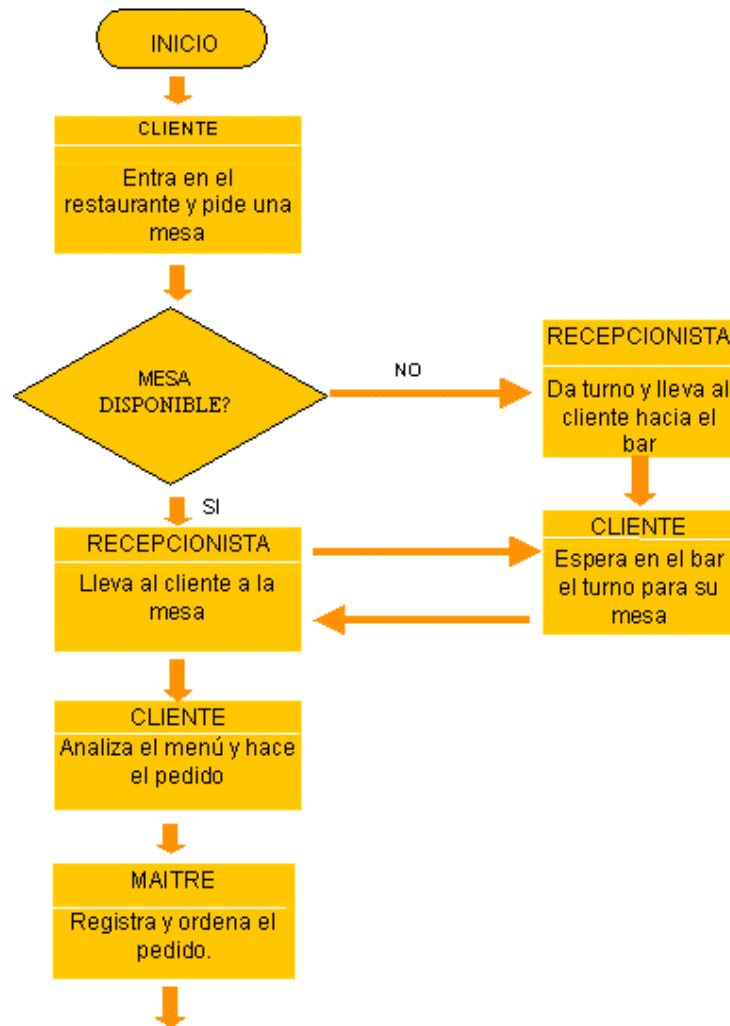 INICIO
CLIENTE
Entra en el
restaurante y pide una
mesa
MESA
DISPONIBLE?
NO
RECEPCIONISTA
Da turno y lleva al
cliente hacia el
bar
SI
RECEPCIONISTA
Lleva al cliente a la
mesa
CLIENTE
Espera en el bar
el turno para su
mesa
CLIENTE
Analiza el menú y hace
el pedido
MAITRE
Registra y ordena el
pedido.